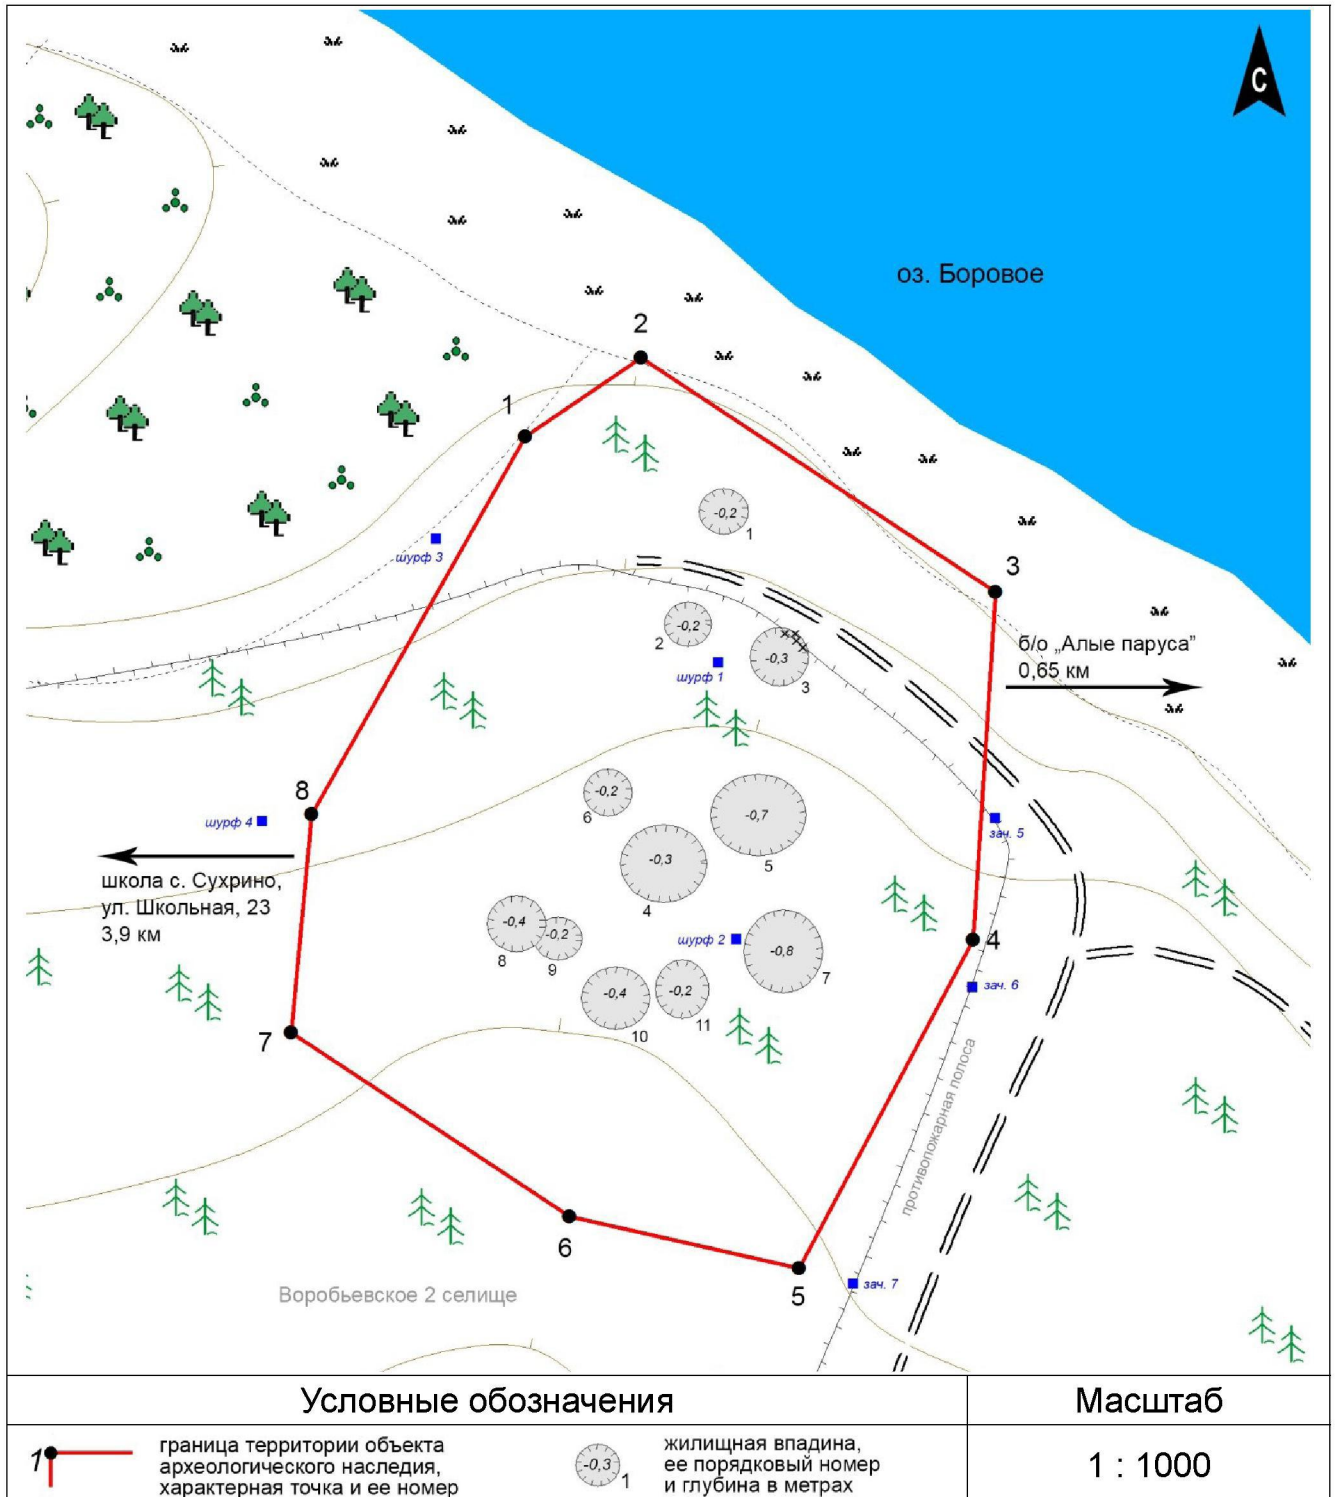 С
оз. Боровое
2
1
-0,2
1
шурф 3
3
-0,2
2
-0,3
3
шурф 1
б/о „Алые паруса”
0,65 км
8
шурф 4
-0,2
6
-0,7
5
зач. 5
-0,3
4
школа с. Сухрино,
ул. Школьная, 23
3,9 км
-0,4
8
-0,2
9
шурф 2
-0,8
7
4
зач. 6
-0,4
10
-0,2
11
7
противопожарная полоса
6
5
зач. 7
Воробьевское 2 селище
Условные обозначения
Масштаб
1
граница территории объекта
археологического наследия,
характерная точка и ее номер
-0,3
1
жилищная впадина,
ее порядковый номер
и глубина в метрах
1 : 1000